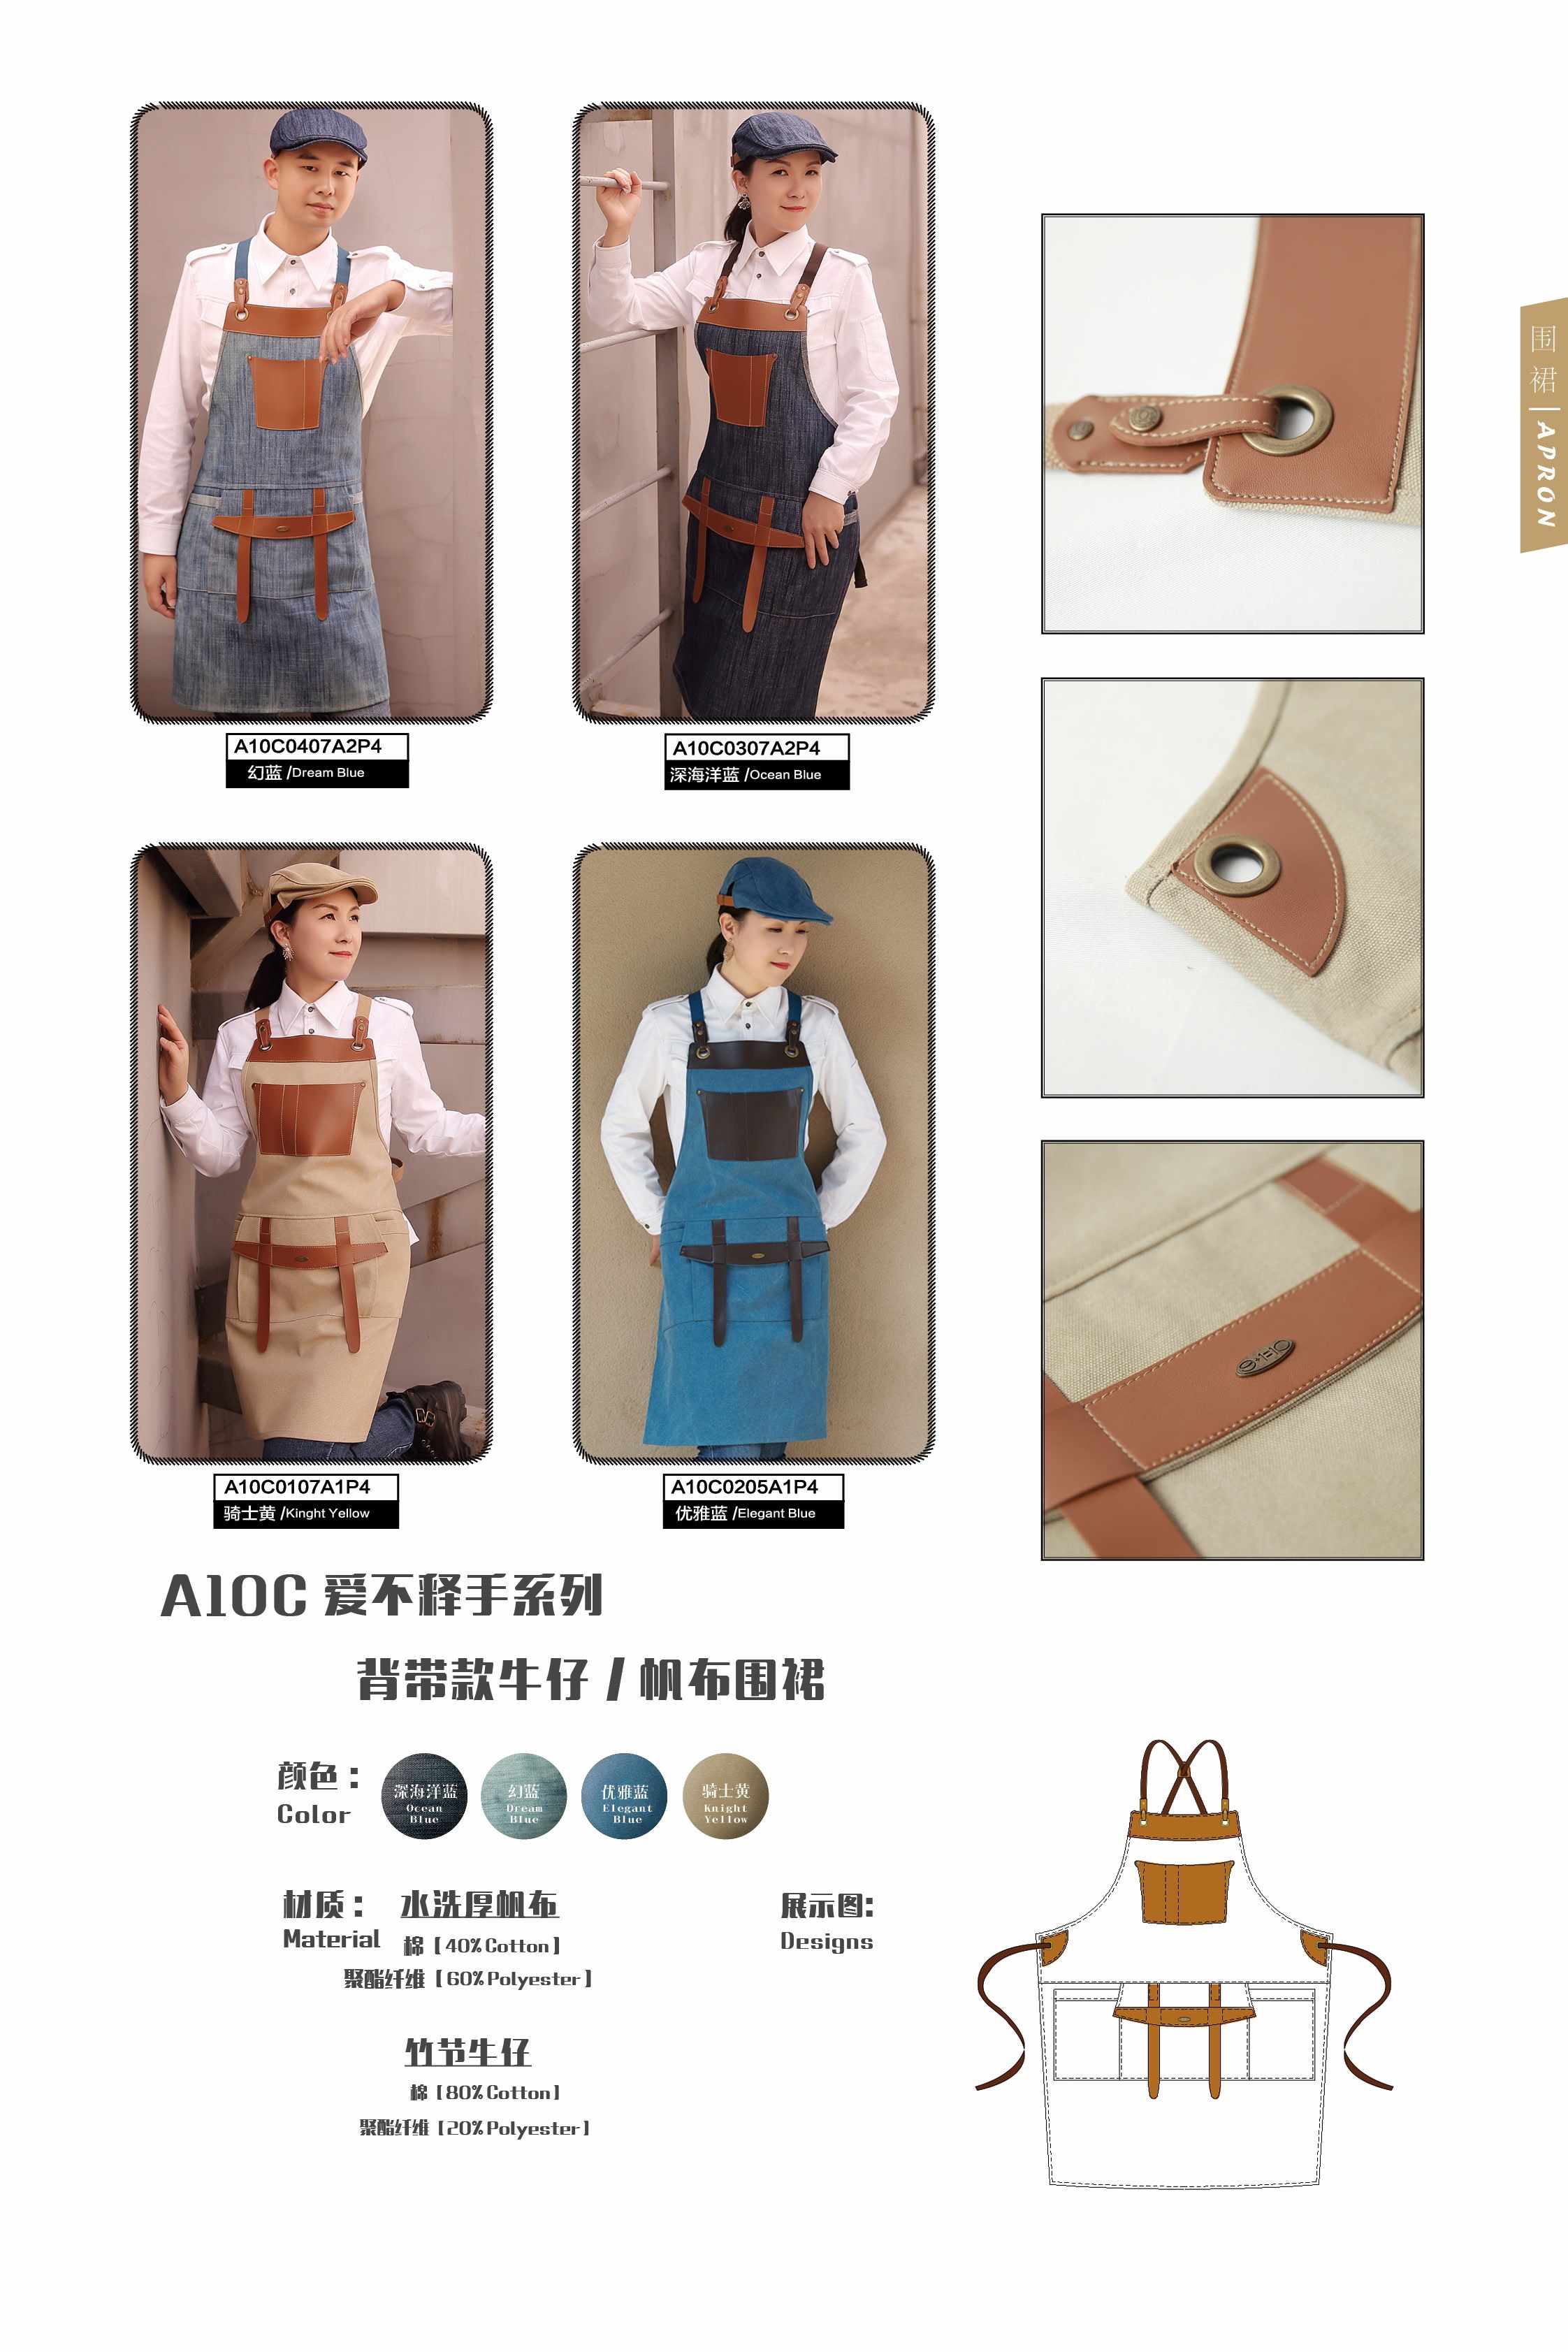 围裙 | APRON
A10C0407A2P4
幻蓝 /Dream Blue
A10C0307A2P4
深海洋蓝 /Ocean Blue
A10C0107A1P4
骑士黄 /Kinght Yellow
A10C0205A1P4
优雅蓝 /Elegant Blue
A10C 爱不释手系列
背带款牛仔 / 帆布围裙
颜色：
Color
深海洋蓝
Ocean
Blue
幻蓝
Dream
Blue
优雅蓝
Elegant
Blue
骑士黄
Knight
Yellow
材质： 水洗厚帆布
Material 棉 [ 40% Cotton ]
聚酯纤维 [ 60% Polyester ]
竹节牛仔
棉 [ 80% Cotton ]
聚酯纤维 [ 20% Polyester ]
展示图:
Designs